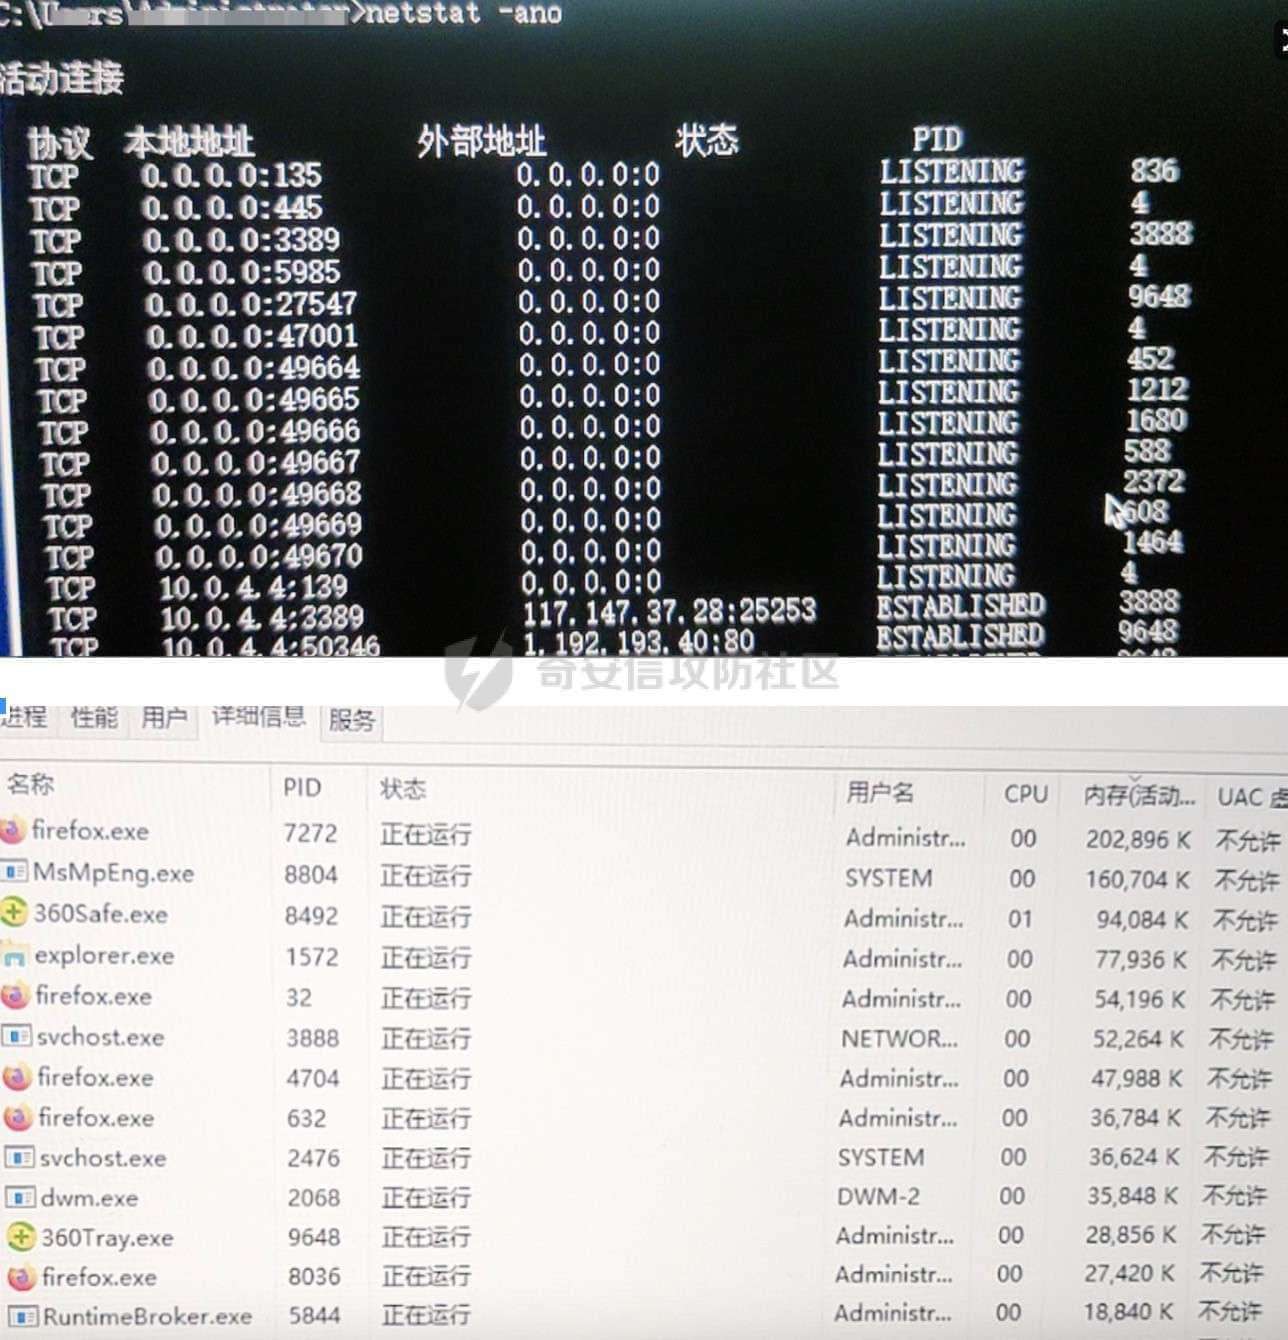 C:\Users\Administrator>netstat -ano
活动连接
协议 本地地址 外部地址 状态 PID
TCP 0.0.0.0:135 0.0.0.0:0 LISTENING 836
TCP 0.0.0.0:445 0.0.0.0:0 LISTENING 4
TCP 0.0.0.0:3389 0.0.0.0:0 LISTENING 3888
TCP 0.0.0.0:5985 0.0.0.0:0 LISTENING 4
TCP 0.0.0.0:27547 0.0.0.0:0 LISTENING 9648
TCP 0.0.0.0:47001 0.0.0.0:0 LISTENING 4
TCP 0.0.0.0:49664 0.0.0.0:0 LISTENING 452
TCP 0.0.0.0:49665 0.0.0.0:0 LISTENING 1212
TCP 0.0.0.0:49666 0.0.0.0:0 LISTENING 1680
TCP 0.0.0.0:49667 0.0.0.0:0 LISTENING 588
TCP 0.0.0.0:49668 0.0.0.0:0 LISTENING 2372
TCP 0.0.0.0:49669 0.0.0.0:0 LISTENING 608
TCP 0.0.0.0:49670 0.0.0.0:0 LISTENING 1464
TCP 10.0.4.4:139 0.0.0.0:0 LISTENING 4
TCP 10.0.4.4:3389 117.147.37.28:25253 ESTABLISHED 3888
TCP 10.0.4.4:50346 1.192.193.40:80 ESTABLISHED 9648
奇安信攻防社区
进程 性能 用户 详细信息 服务
名称 PID 状态 用户名 CPU 内存(活动... UAC 虚
firefox.exe 7272 正在运行 Administr... 00 202,896 K 不允许
MsMpEng.exe 8804 正在运行 SYSTEM 00 160,704 K 不允许
360Safe.exe 8492 正在运行 Administr... 01 94,084 K 不允许
explorer.exe 1572 正在运行 Administr... 00 77,936 K 不允许
firefox.exe 32 正在运行 Administr... 00 54,196 K 不允许
svchost.exe 3888 正在运行 NETWOR... 00 52,264 K 不允许
firefox.exe 4704 正在运行 Administr... 00 47,988 K 不允许
firefox.exe 632 正在运行 Administr... 00 36,784 K 不允许
svchost.exe 2476 正在运行 SYSTEM 00 36,624 K 不允许
dwm.exe 2068 正在运行 DWM-2 00 35,848 K 不允许
360Tray.exe 9648 正在运行 Administr... 00 28,856 K 不允许
firefox.exe 8036 正在运行 Administr... 00 27,420 K 不允许
RuntimeBroker.exe 5844 正在运行 Administr... 00 18,840 K 不允许